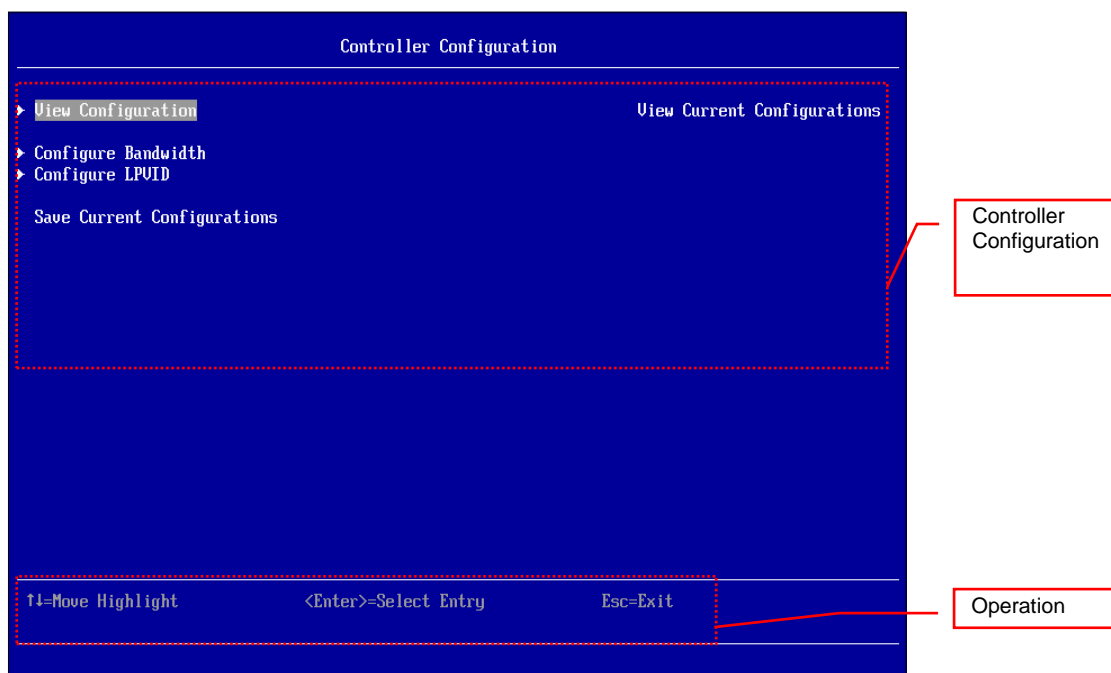 Controller Configuration
View Configuration
View Current Configurations
Configure Bandwidth
Configure LPVID
Save Current Configurations
Controller
Configuration
↑↓=Move Highlight <Enter>=Select Entry Esc=Exit
Operation